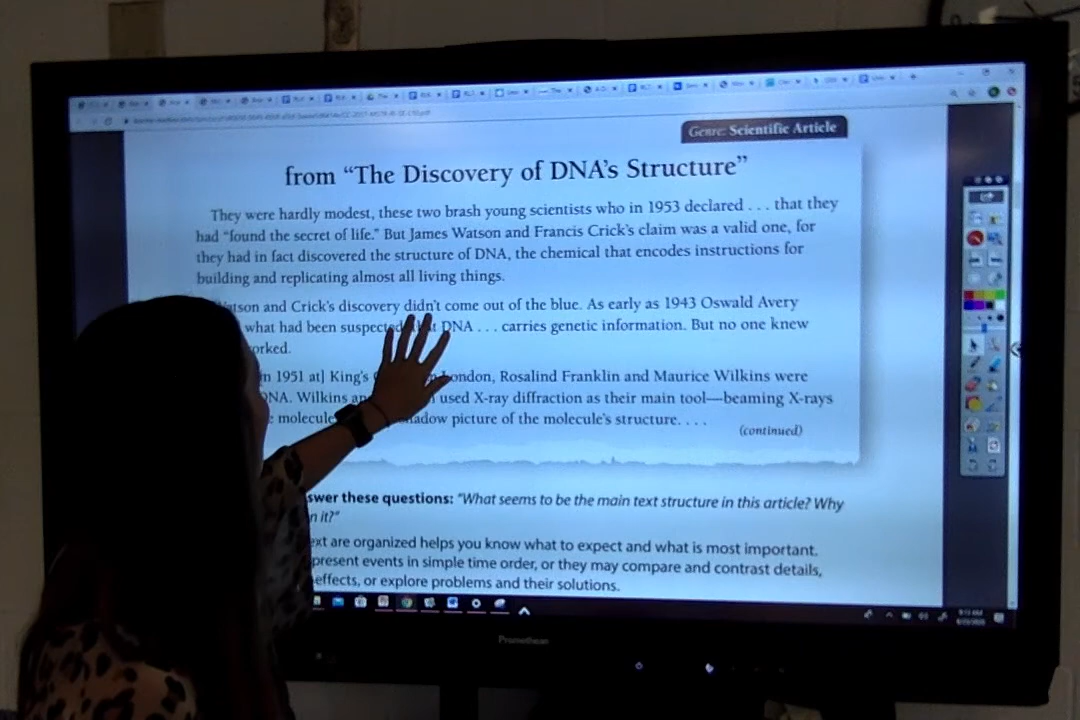 Genre: Scientific Article
from “The Discovery of DNA’s Structure”
They were hardly modest, these two brash young scientists who in 1953 declared . . . that they
had “found the secret of life.” But James Watson and Francis Crick’s claim was a valid one, for
they had in fact discovered the structure of DNA, the chemical that encodes instructions for
building and replicating almost all living things.
atson and Crick’s discovery didn’t come out of the blue. As early as 1943 Oswald Avery
what had been suspected DNA . . . carries genetic information. But no one knew
orked.
n 1951 at] King’s London, Rosalind Franklin and Maurice Wilkins were
DNA. Wilkins used X-ray diffraction as their main tool—beaming X-rays
molecule adow picture of the molecule’s structure. . . .
(continued)
swer these questions: “What seems to be the main text structure in this article? Why
n it?”
ext are organized helps you know what to expect and what is most important.
present events in simple time order, or they may compare and contrast details,
effects, or explore problems and their solutions.
Promethean